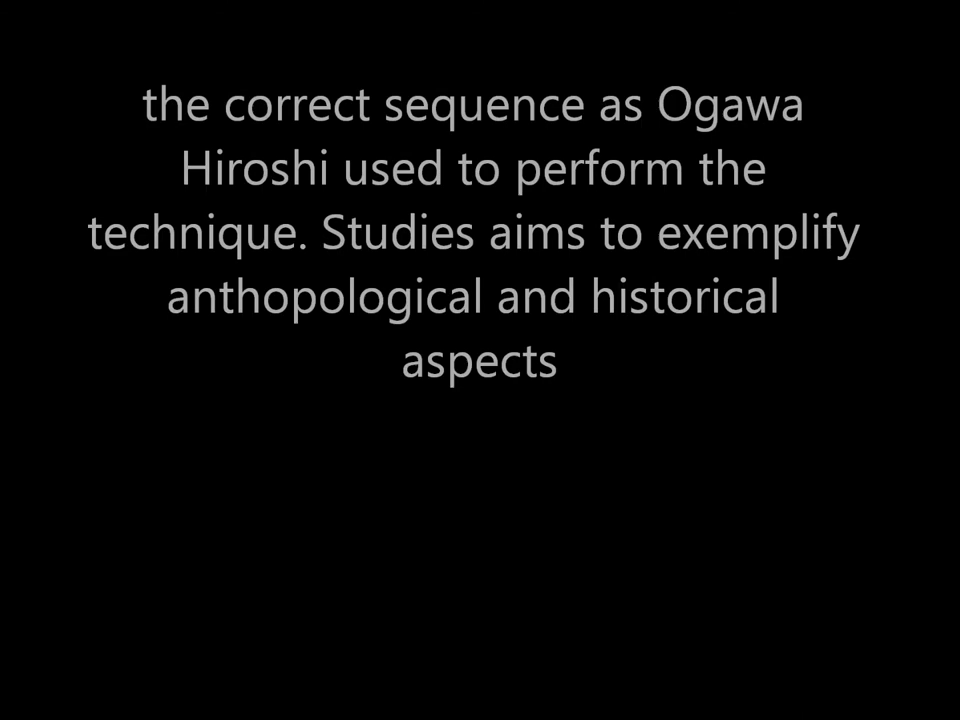 the correct sequence as Ogawa
Hiroshi used to perform the
technique. Studies aims to exemplify
anthopological and historical
aspects